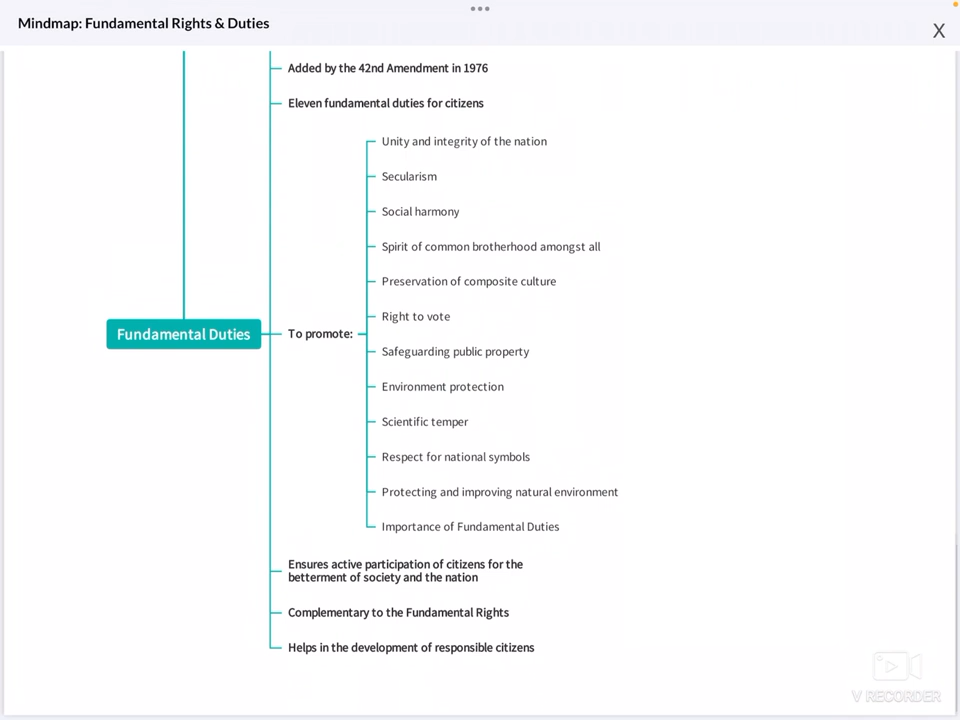 Mindmap: Fundamental Rights & Duties
X
Added by the 42nd Amendment in 1976
Eleven fundamental duties for citizens
Unity and integrity of the nation
Secularism
Social harmony
Spirit of common brotherhood amongst all
Preservation of composite culture
Right to vote
Fundamental Duties
To promote:
Safeguarding public property
Environment protection
Scientific temper
Respect for national symbols
Protecting and improving natural environment
Importance of Fundamental Duties
Ensures active participation of citizens for the
betterment of society and the nation
Complementary to the Fundamental Rights
Helps in the development of responsible citizens
V RECORDER